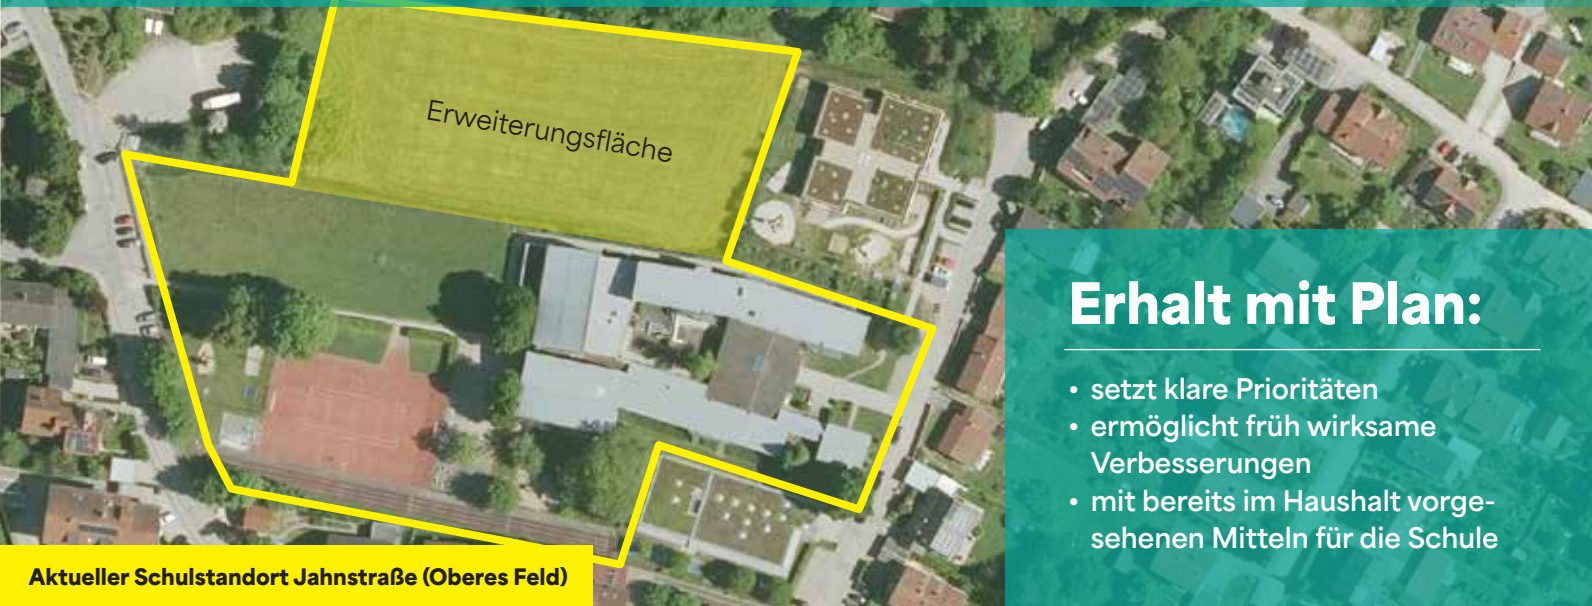 Erweiterungsfläche
Erhalt mit Plan:
• setzt klare Prioritäten
• ermöglicht früh wirksame
Verbesserungen
• mit bereits im Haushalt vorge-
sehenen Mitteln für die Schule
Aktueller Schulstandort Jahnstraße (Oberes Feld)